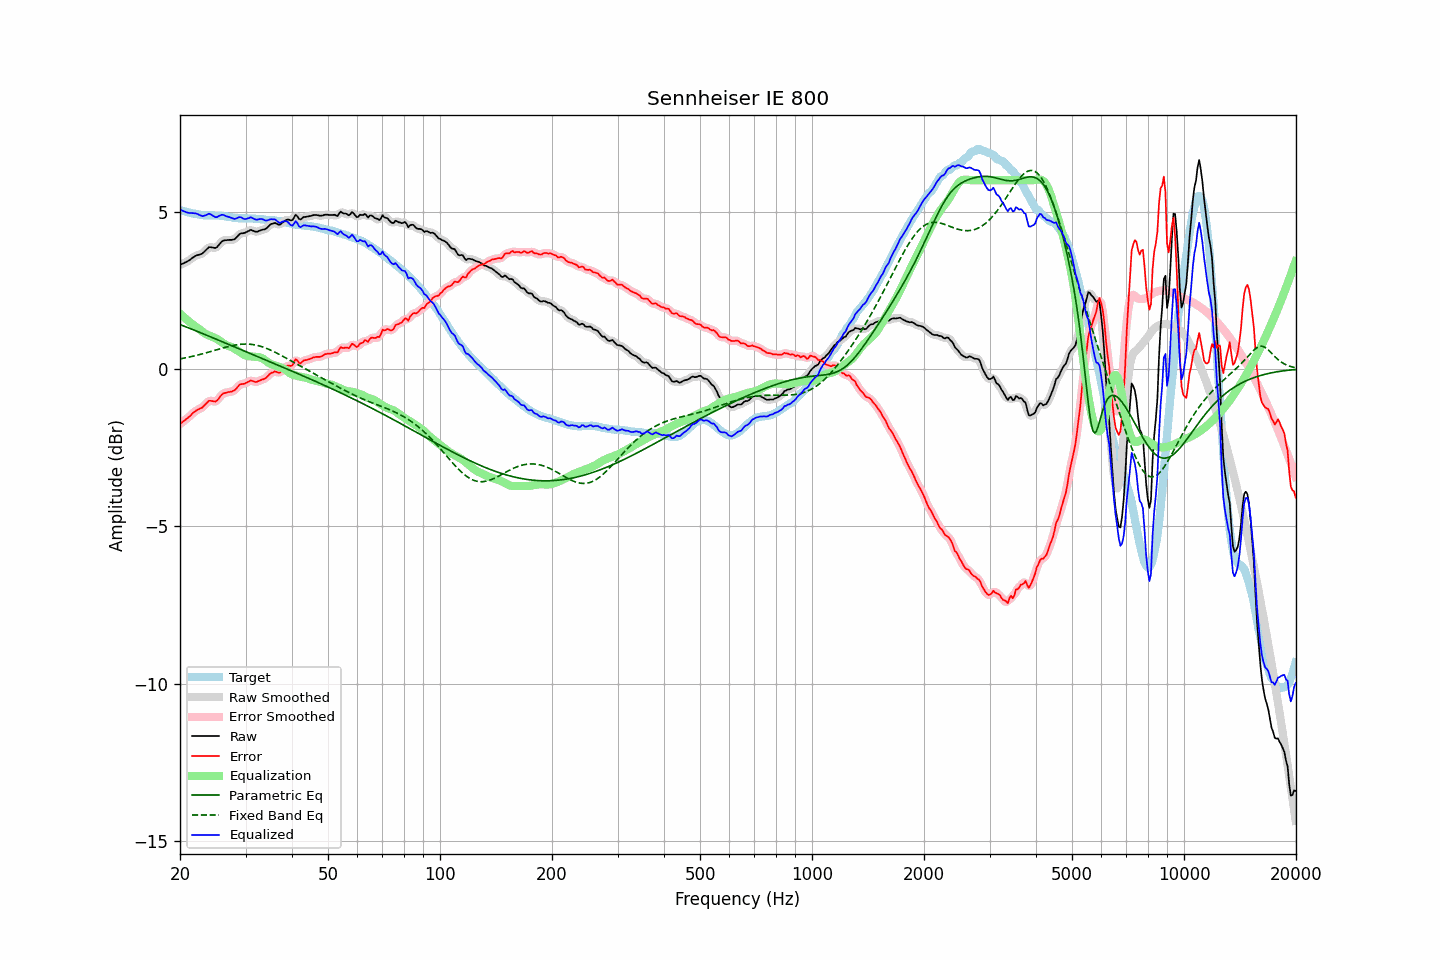 Sennheiser IE 800
Amplitude (dBr)
5
0
−5
−10
−15
Target
Raw Smoothed
Error Smoothed
Raw
Error
Equalization
Parametric Eq
Fixed Band Eq
Equalized
20 50 100 200 500 1000 2000 5000 10000 20000
Frequency (Hz)